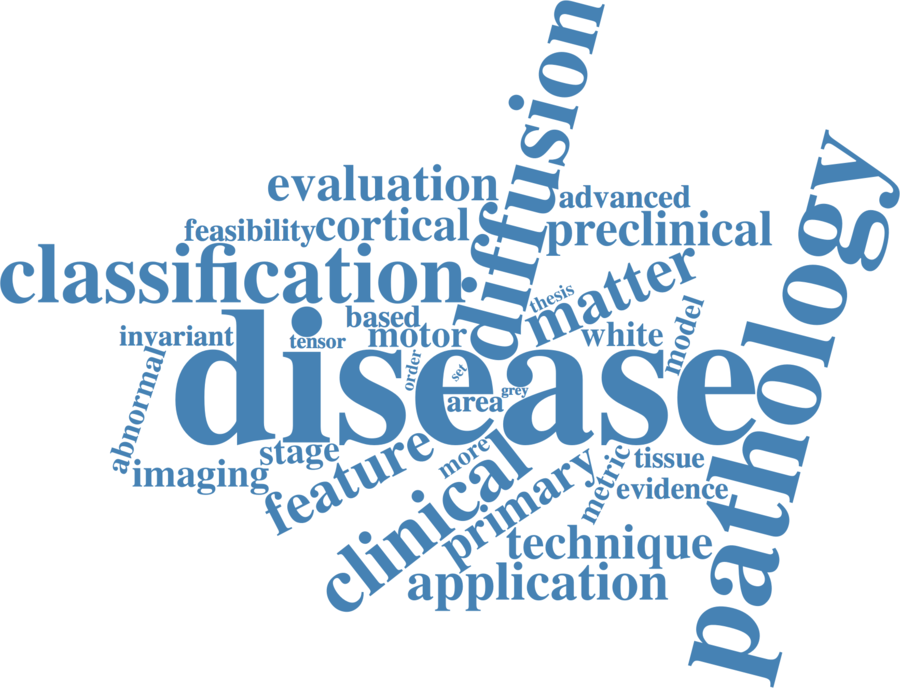 diffusion
pathology
evaluation
advanced
feasibility
cortical
preclinical
classification
matter
thesis
based
model
invariant
tensor
motor
white
disease
order
set
grey
area
abnormal
stage
feature
more
imaging
clinical
primary
metric
tissue
evidence
technique
application